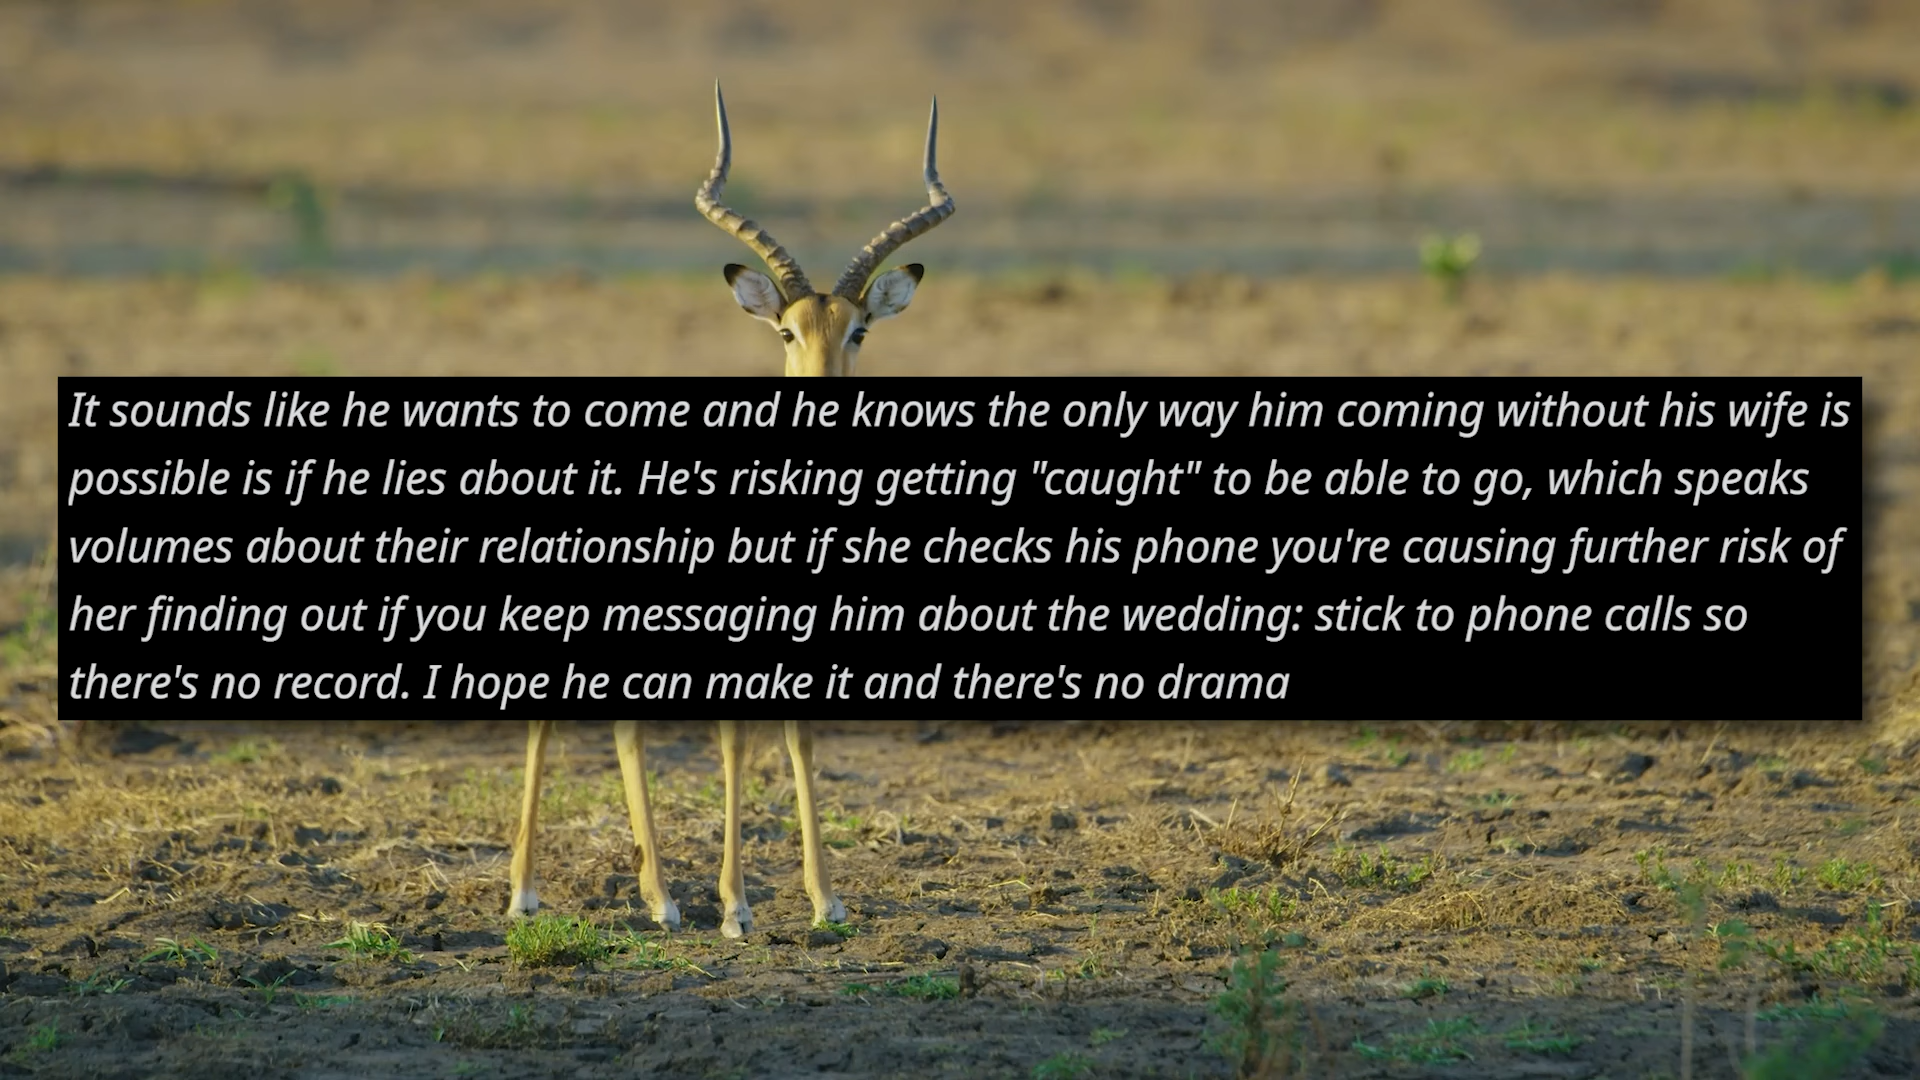 It sounds like he wants to come and he knows the only way him coming without his wife is
possible is if he lies about it. He's risking getting "caught" to be able to go, which speaks
volumes about their relationship but if she checks his phone you're causing further risk of
her finding out if you keep messaging him about the wedding: stick to phone calls so
there's no record. I hope he can make it and there's no drama